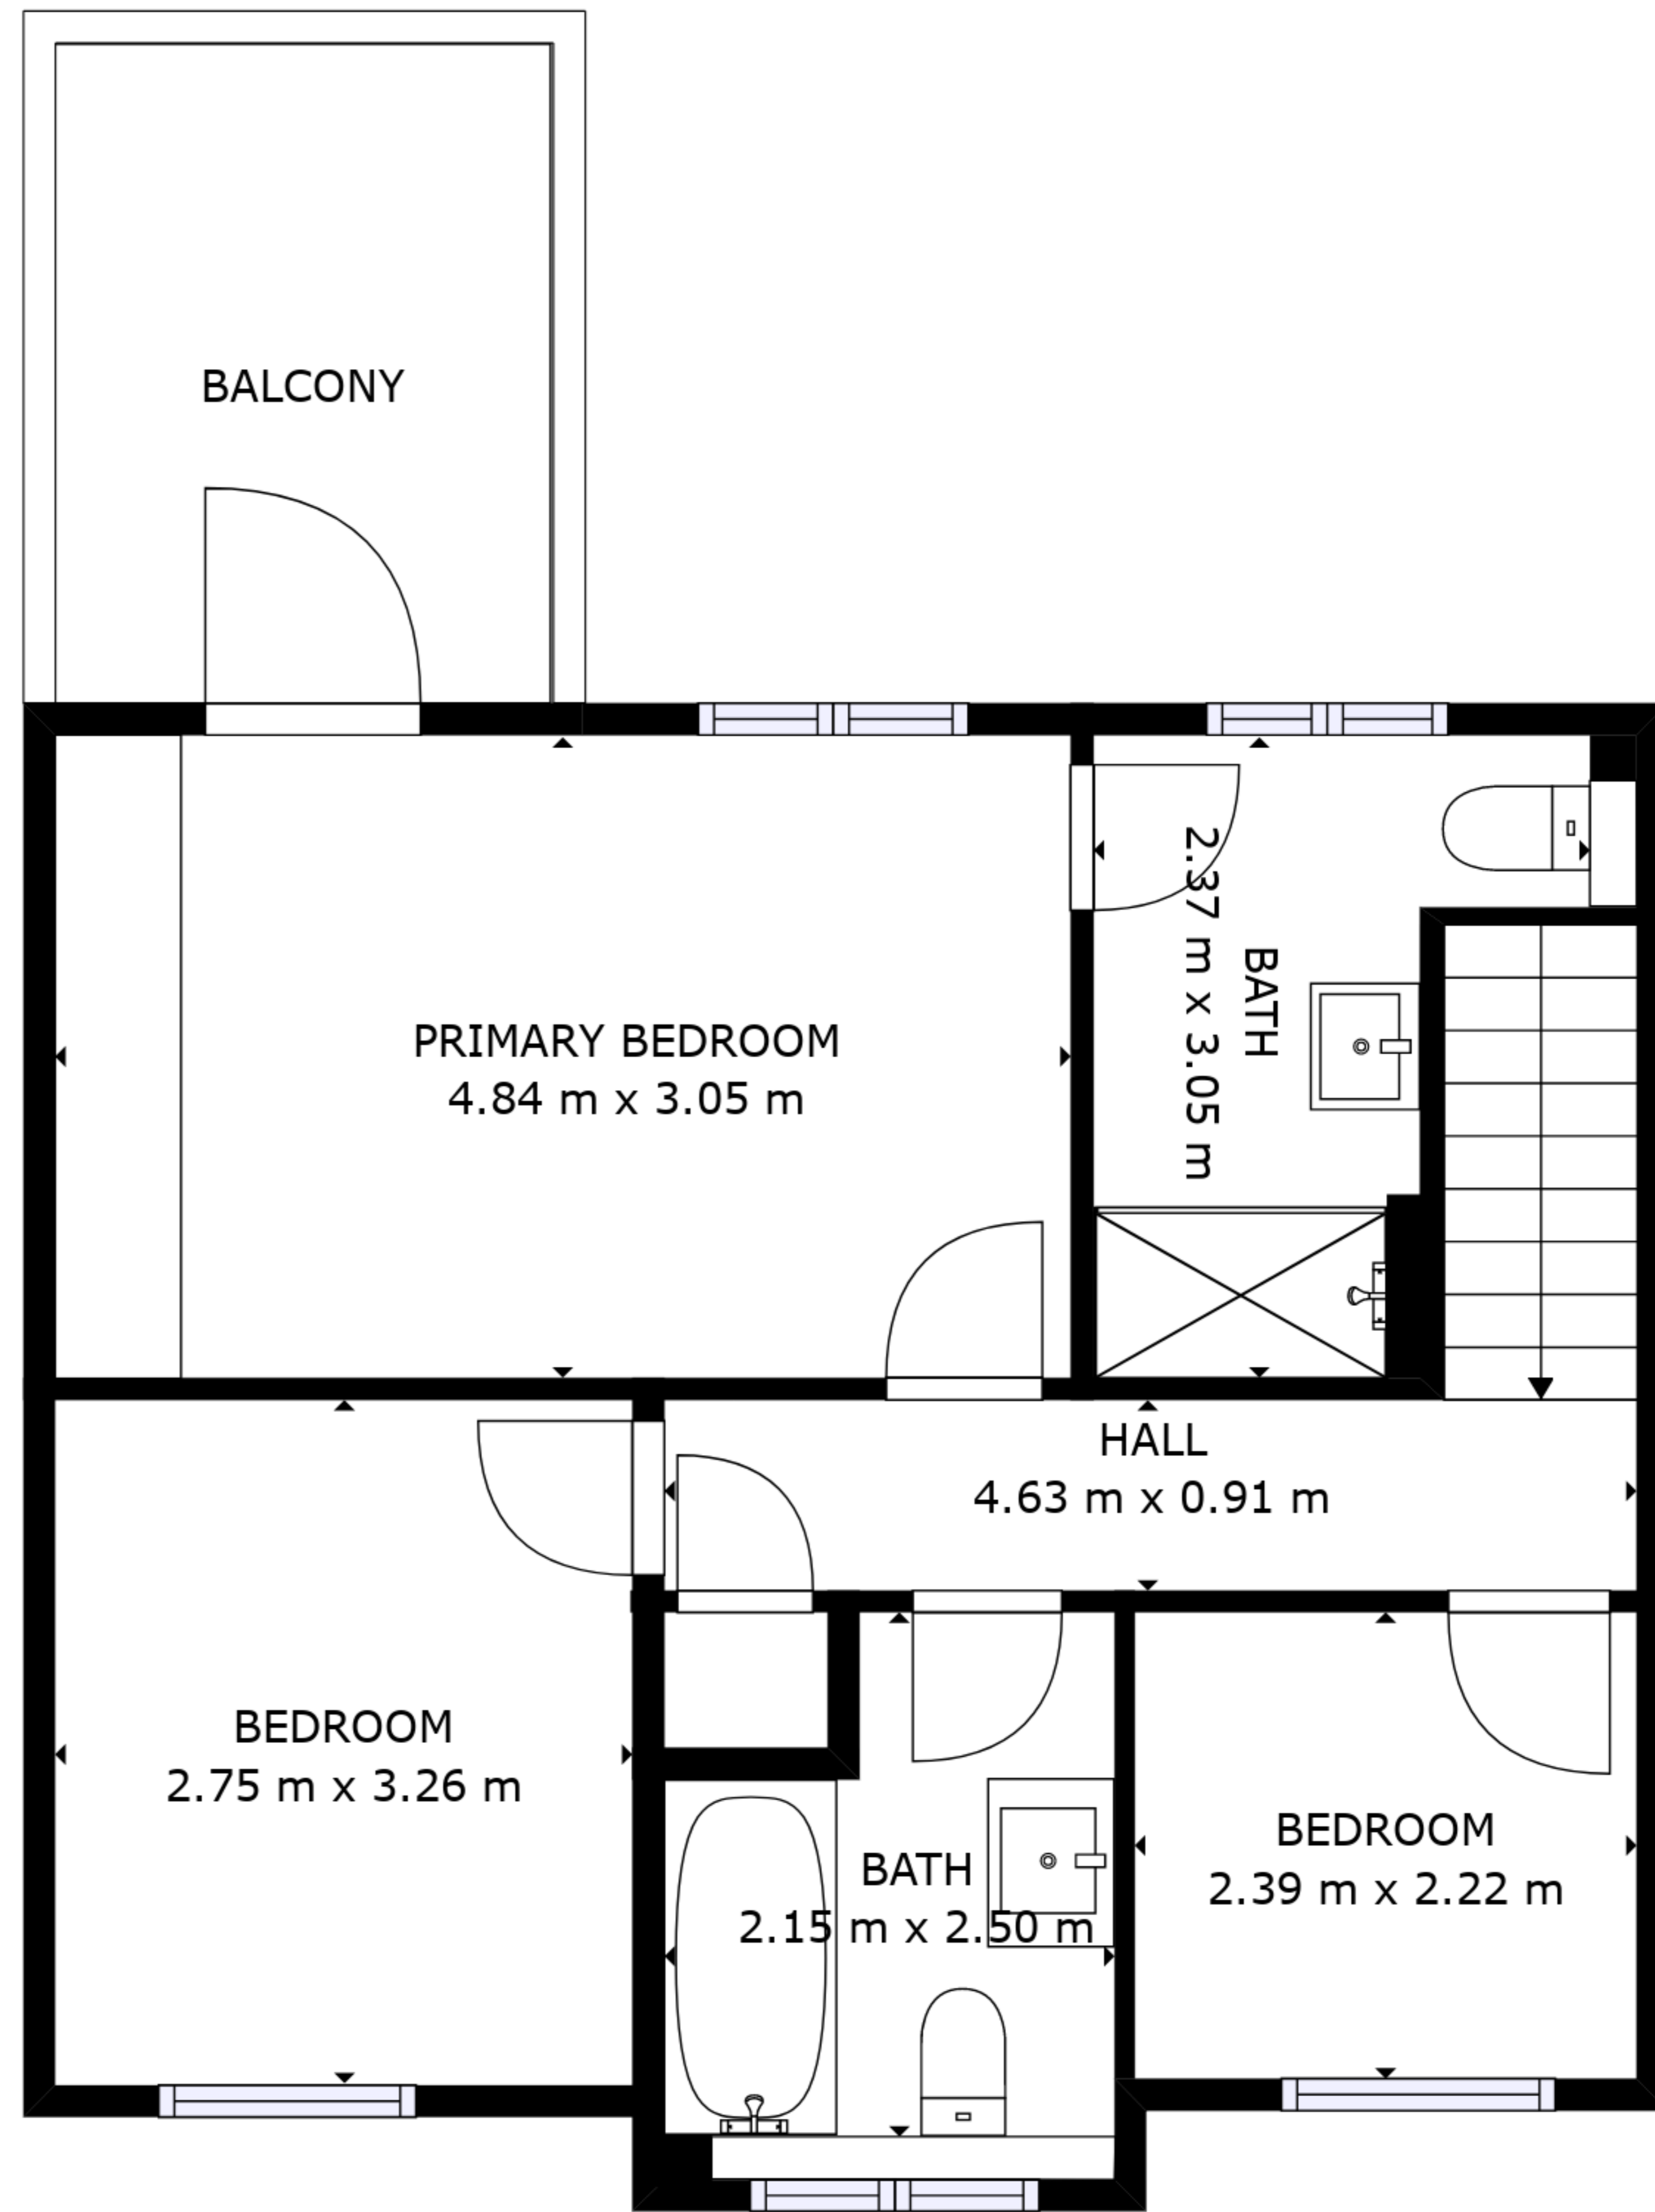 BALCONY
PRIMARY BEDROOM
4.84 m x 3.05 m
BATH
2.37 m x 3.05 m
HALL
4.63 m x 0.91 m
BEDROOM
2.75 m x 3.26 m
BATH
2.15 m x 2.50 m
BEDROOM
2.39 m x 2.22 m